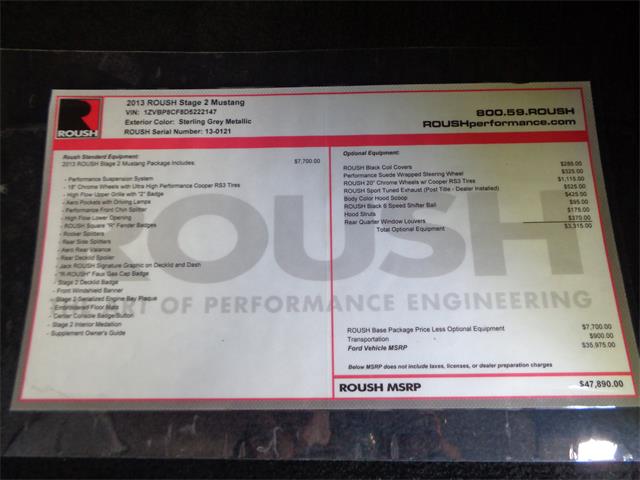 ROUSH
2013 ROUSH Stage 2 Mustang
VIN: 1ZVBP8CF8D5222147
Exterior Color: Sterling Grey Metallic
ROUSH Serial Number: 13-0121
800.59.ROUSH
ROUSHperformance.com
Roush Standard Equipment:
2013 ROUSH Stage 2 Mustang Package Includes: $7,700.00
- Performance Suspension System
- 18" Chrome Wheels with Ultra High Performance Cooper RS3 Tires
- High Flow Upper Grille with "2" Badge
- Aero Pockets with Driving Lamps
- Performance Front Chin Splitter
- High Flow Lower Opening
- ROUSH Square "R" Fender Badges
- Rocker Splitters
- Rear Side Splitters
- Aero Rear Valance
- Rear Decklid Spoiler
- Jack ROUSH Signature Graphic on Decklid and Dash
- "R-ROUSH" Faux Gas Cap Badge
- Stage 2 Decklid Badge
- Front Windshield Banner
- Stage 2 Serialized Engine Bay Plaque
- Embroidered Floor Mats
- Center Console Badge/Button
- Stage 2 Interior Medallion
- Supplement Owner's Guide
Optional Equipment:
ROUSH Black Coil Covers $285.00
Performance Suede Wrapped Steering Wheel $325.00
ROUSH 20" Chrome Wheels w/ Cooper RS3 Tires $1,115.00
ROUSH Sport Tuned Exhaust (Post Title - Dealer Installed) $525.00
Body Color Hood Scoop $425.00
ROUSH Black 6 Speed Shifter Ball $95.00
Hood Struts $175.00
Rear Quarter Window Louvers $370.00
Total Optional Equipment $3,315.00
ROUSH
ART OF PERFORMANCE ENGINEERING
ROUSH Base Package Price Less Optional Equipment $7,700.00
Transportation $900.00
Ford Vehicle MSRP $35,975.00
Below MSRP does not include taxes, licenses, or dealer preparation charges
ROUSH MSRP $47,890.00